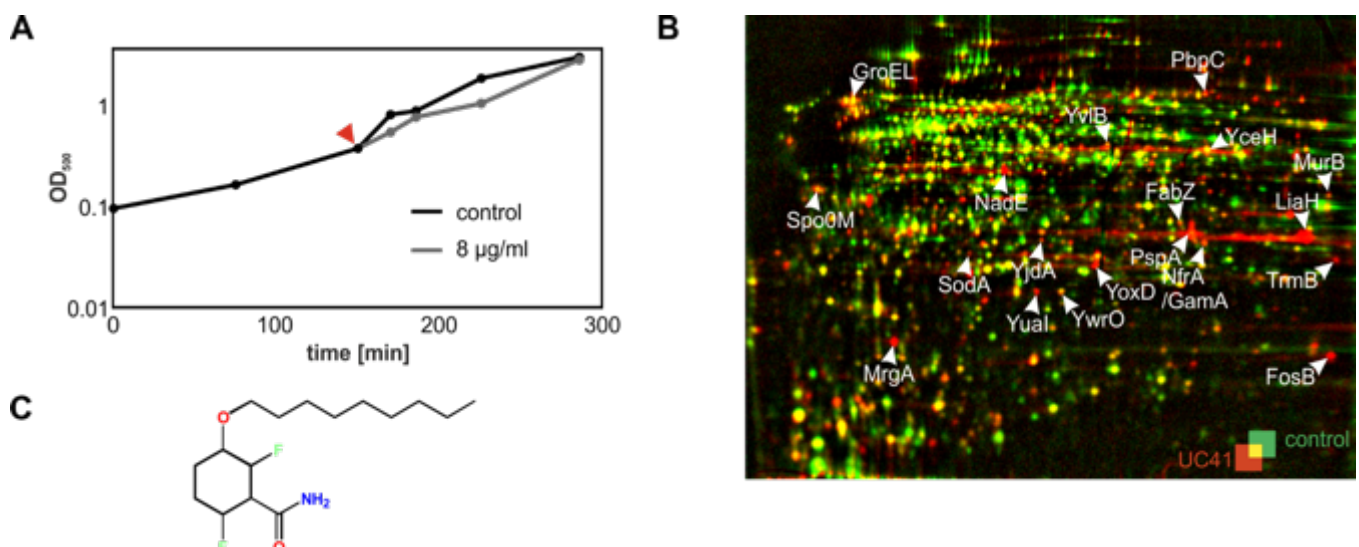 A
OD500
1
0.1
0.01
0
100
200
300
time [min]
control
8 µg/ml
B
GroEL
PbpC
YvlB
YceH
MurB
Spo0M
NadE
FabZ
LiaH
SodA
YjdA
PspA
NfrA
/GamA
TrmB
YoxD
YuaI
YwrO
MrgA
FosB
control
UC41
C
O
F
NH2
F
O